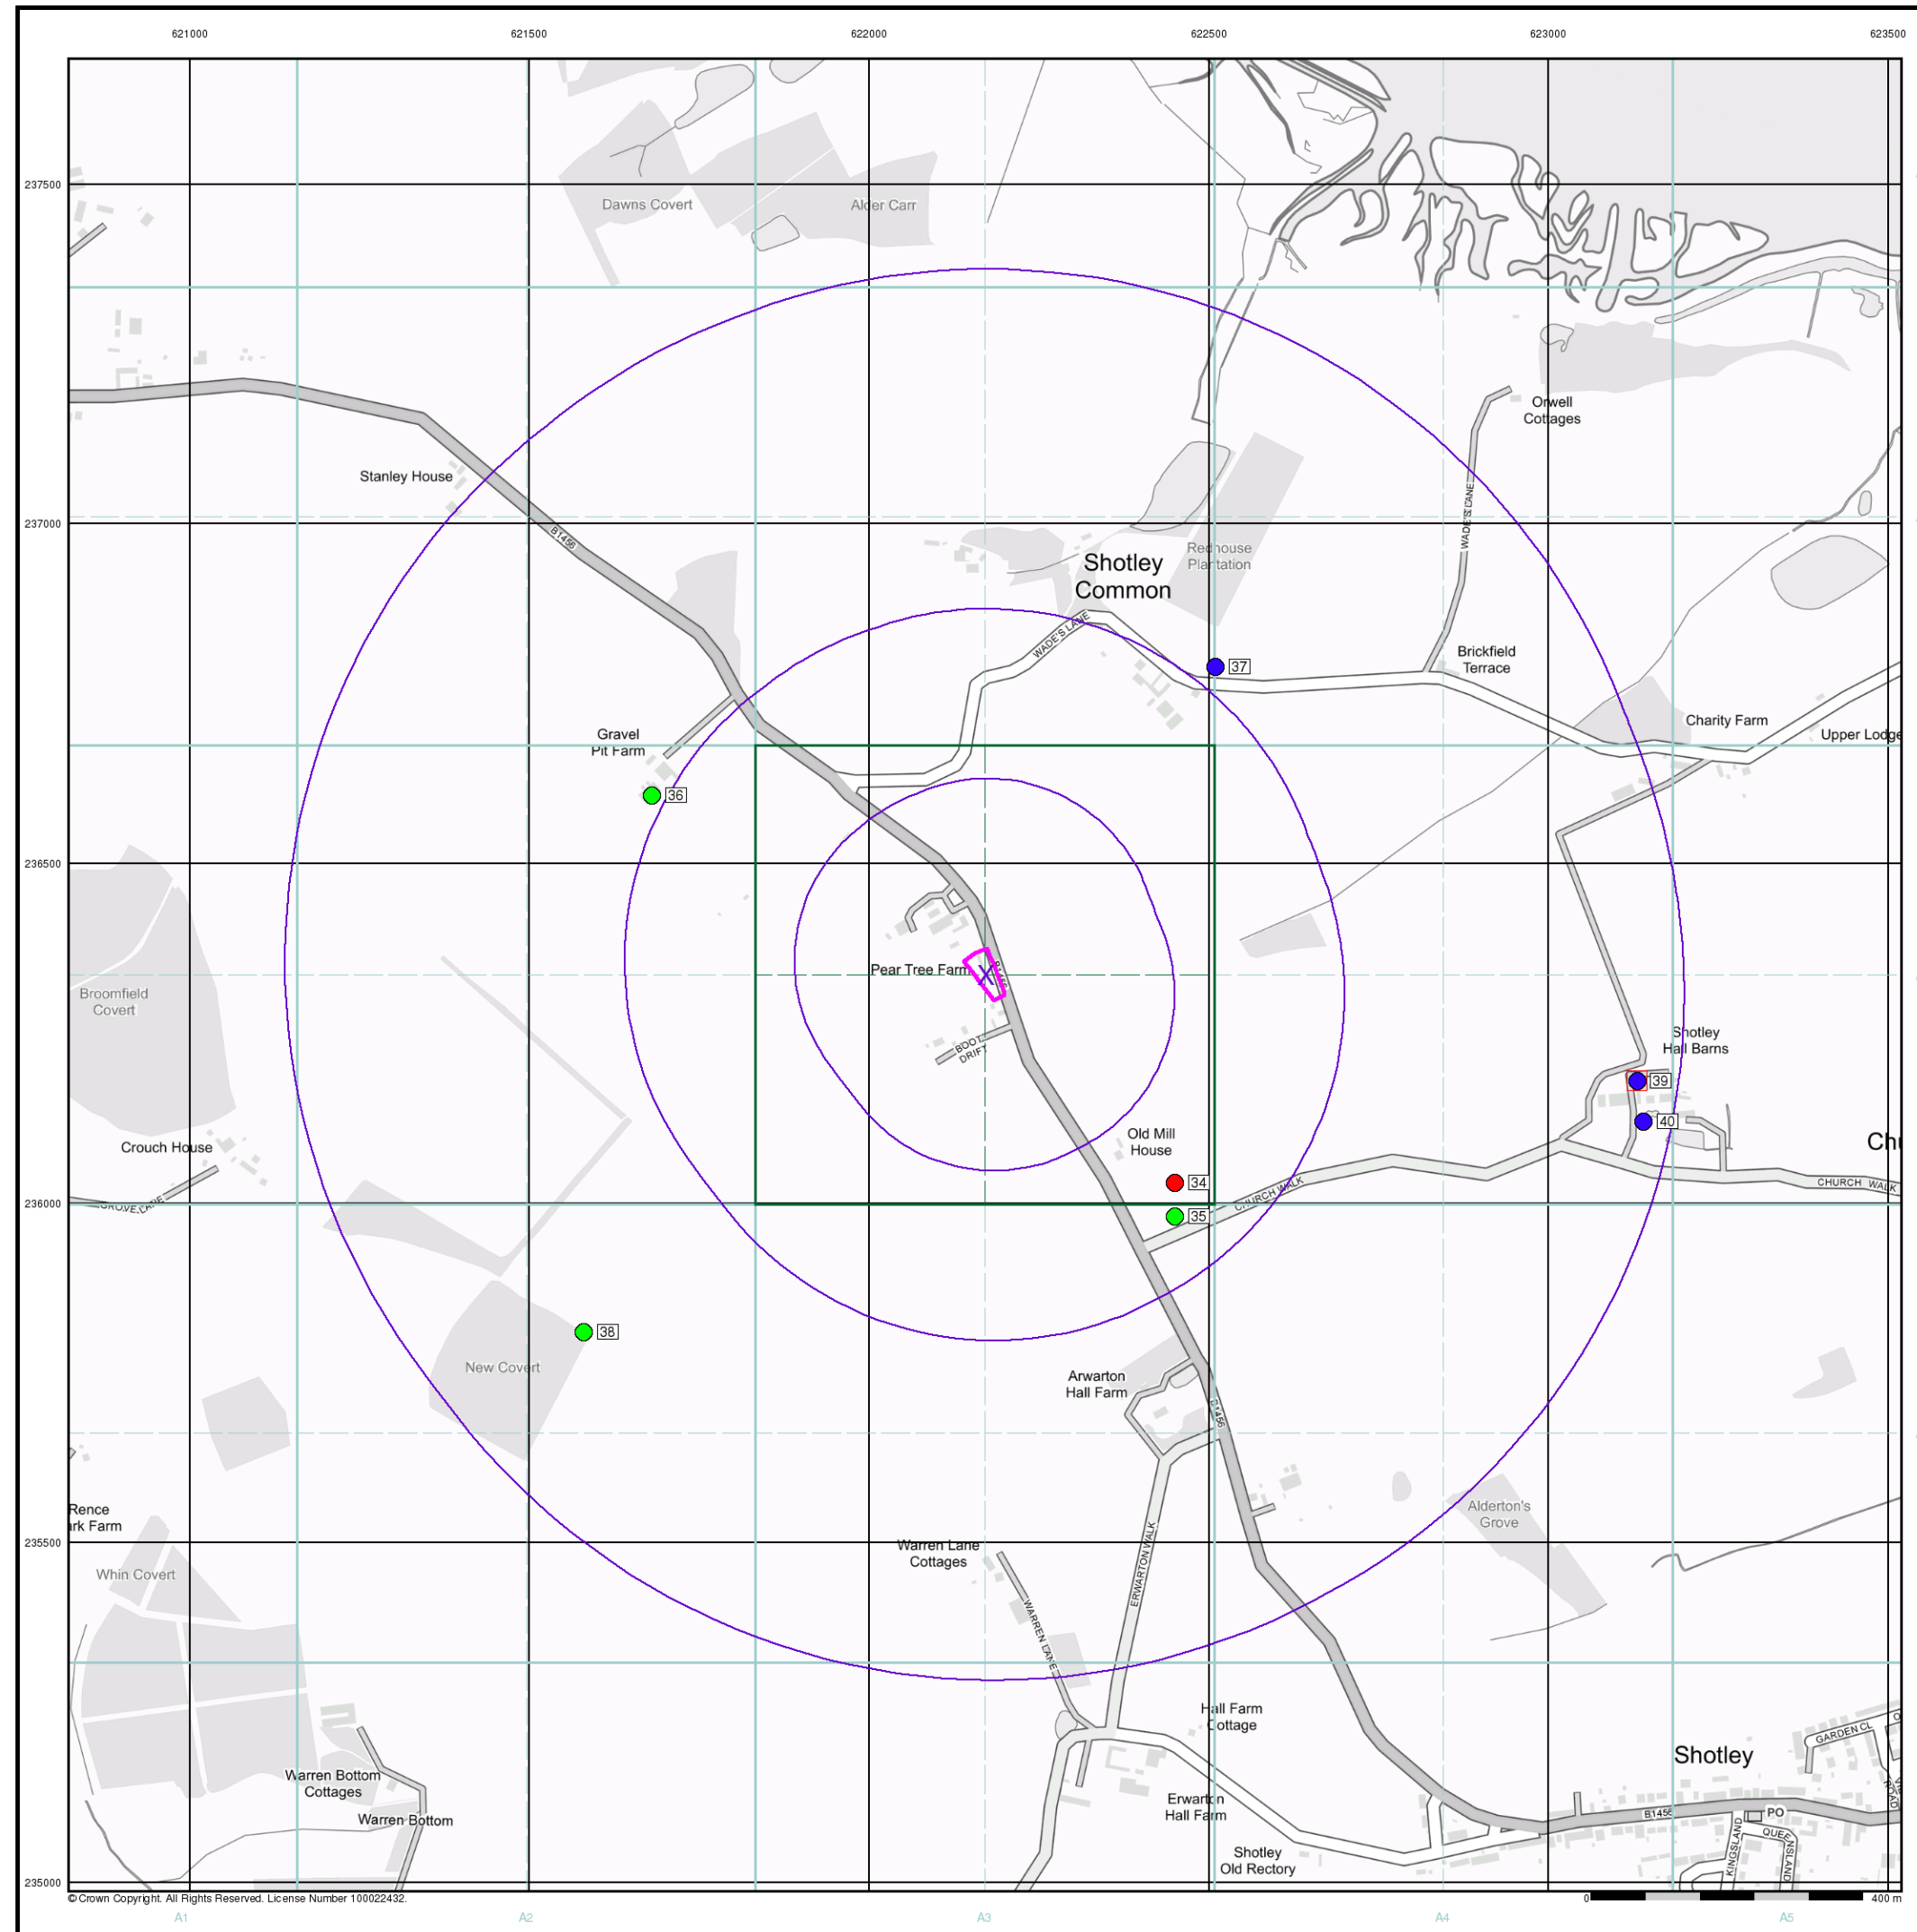 621000
621500
622000
622500
623000
623500
237500
Dawns Covert
Alder Carr
Orwell
Cottages
Stanley House
237000
B1456
WADE'S LANE
Redhouse
Plantation
Shotley
Common
WADE'S LANE
Brickfield
Terrace
37
Charity Farm
Gravel
Pit Farm
Upper Lodge
36
236500
Pear Tree Farm
X
B1456
Broomfield
Covert
BOOT
DRIFT
Shotley
Hall Barns
39
40
Old Mill
House
Crouch House
34
CHURCH WALK
CHURCH WALK
236000
GROVE LANE
35
38
New Covert
Arwarton
Hall Farm
B1456
Rence
Alderton's
Grove
235500
Warren Lane
Cottages
ERWARTON WALK
Whin Covert
WARREN LANE
Hall Farm
Cottage
GARDEN CL
Shotley
Warren Bottom
Cottages
Erwarton
Hall Farm
PO
B1456
Warren Bottom
QUEENSLAND
KINGSLAND
ROAD
Shotley
Old Rectory
235000
© Crown Copyright. All Rights Reserved. License Number 100022432.
0
400 m
A1
A2
A3
A4
A5